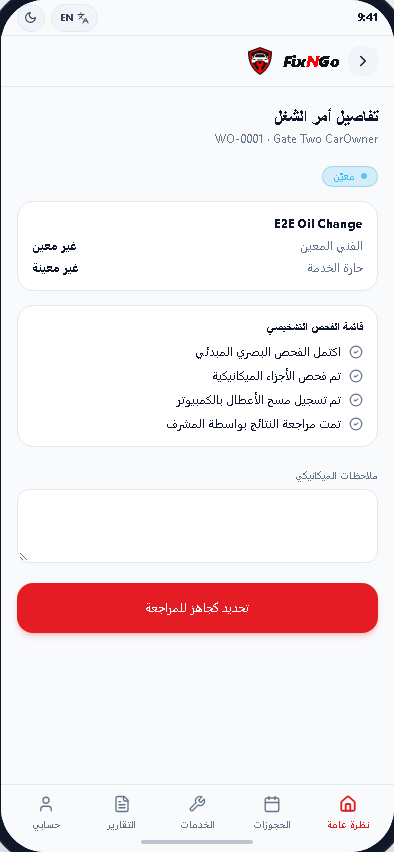 9:41
EN
FixNGo
تفاصيل أمر الشغل
WO-0001 · Gate Two CarOwner
معيّن
E2E Oil Change
الفني المعين
غير معين
حارة الخدمة
غير معينة
قائمة الفحص التشخيصي
اكتمل الفحص البصري المبدئي
تم فحص الأجزاء الميكانيكية
تم تسجيل مسح الأعطال بالكمبيوتر
تمت مراجعة النتائج بواسطة المشرف
ملاحظات الميكانيكي
تحديد كجاهز للمراجعة
نظرة عامة
الحجوزات
الخدمات
التقارير
حسابي